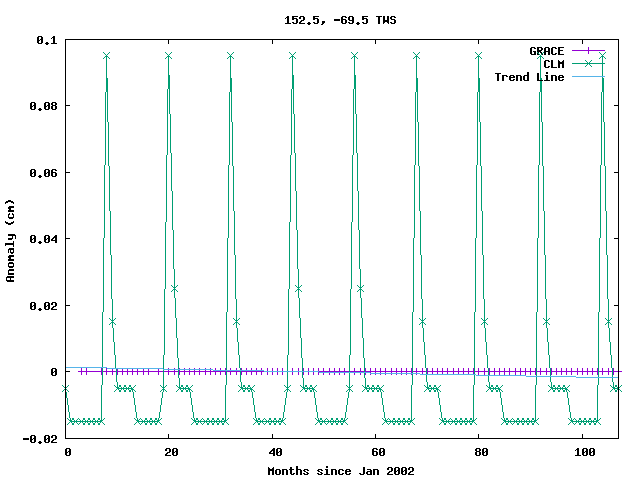 152.5, -69.5 TWS
GRACE
CLM
Trend Line
0.1
0.08
0.06
0.04
0.02
0
-0.02
Anomaly (cm)
0 20 40 60 80 100
Months since Jan 2002